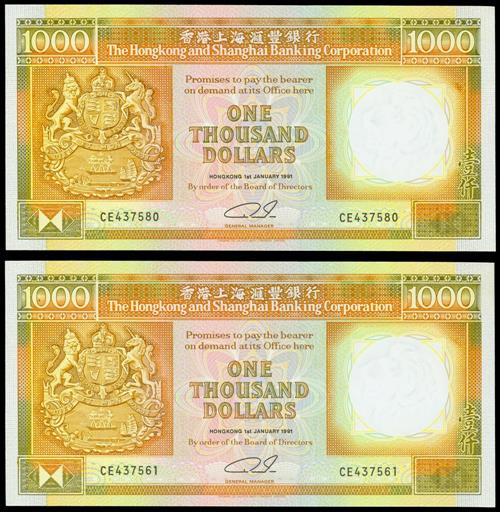 1000 香港上海滙豐銀行 1000
The Hongkong and Shanghai Banking Corporation
Promises to pay the bearer
on demand at its Office here
ONE
THOUSAND
DOLLARS
HONGKONG 1st JANUARY 1991
By order of the Board of Directors
壹仟
CE437580 CE437580
GENERAL MANAGER
1000 香港上海滙豐銀行 1000
The Hongkong and Shanghai Banking Corporation
Promises to pay the bearer
on demand at its Office here
ONE
THOUSAND
DOLLARS
HONGKONG 1st JANUARY 1991
By order of the Board of Directors
壹仟
CE437561 CE437561
GENERAL MANAGER